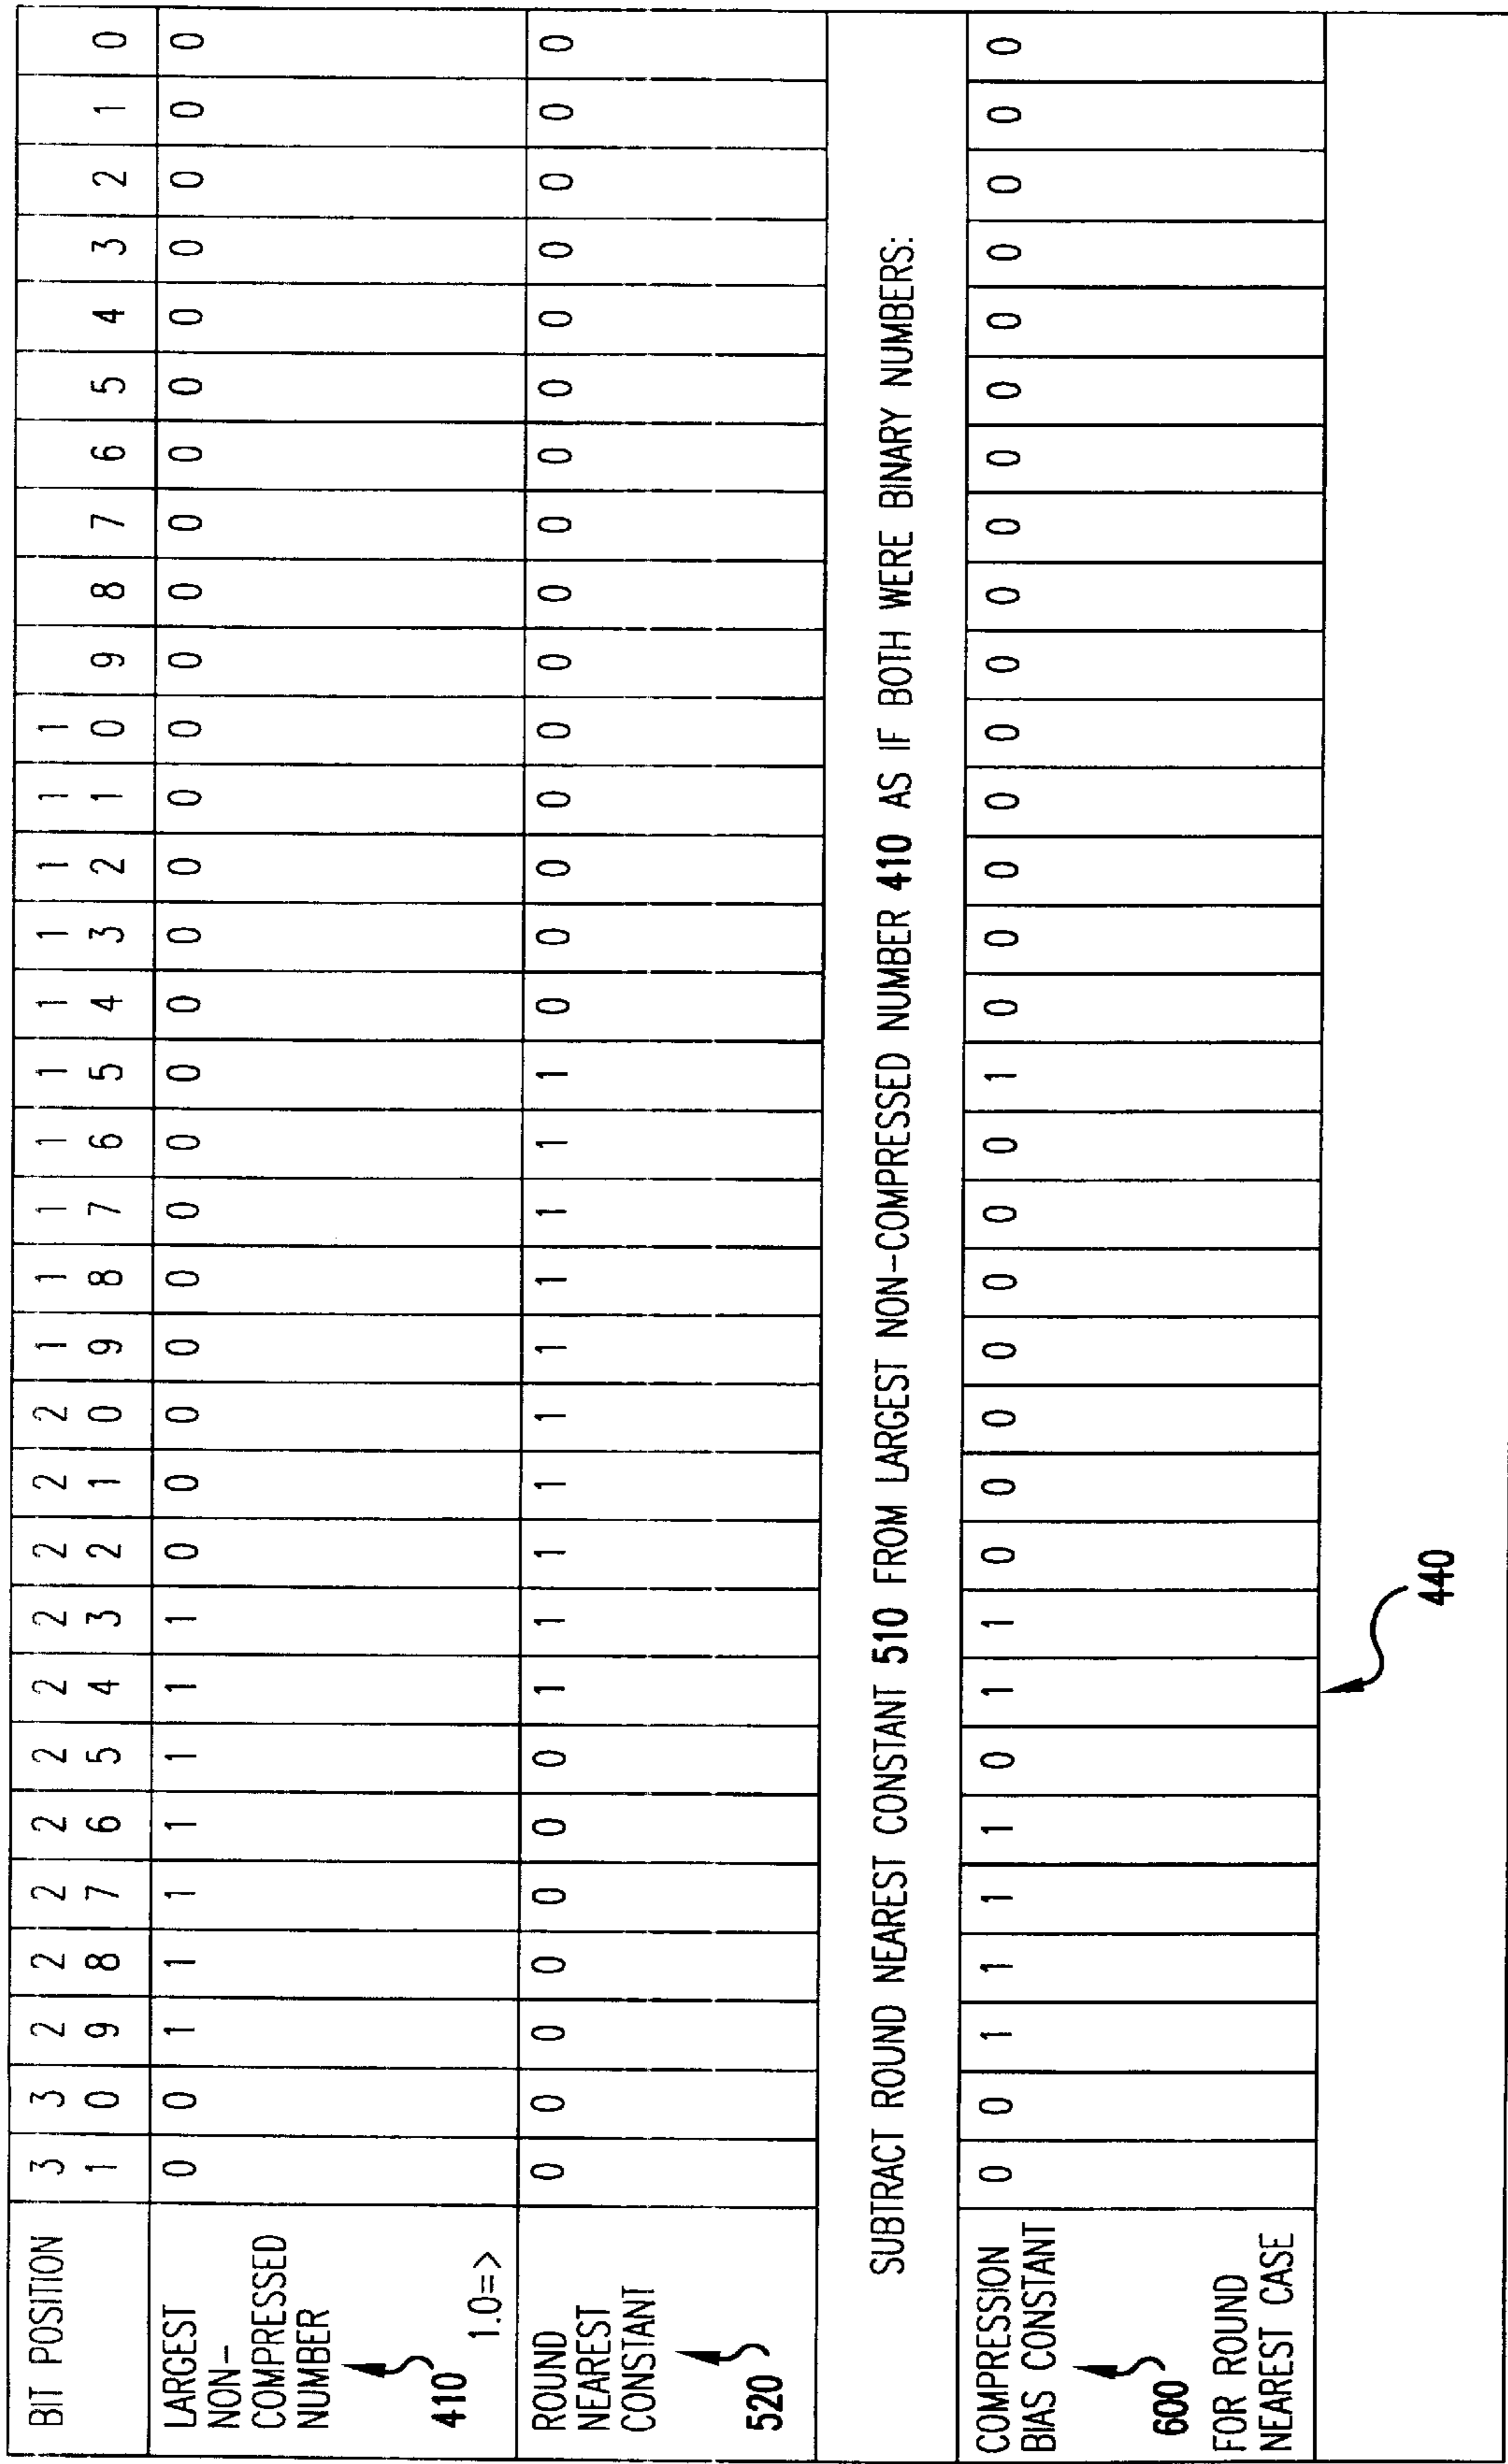 BIT POSITION 3 3 2 2 2 2 2 2 2 2 2 2 1 1 1 1 1 1 1 1 1 1
1 0 9 8 7 6 5 4 3 2 1 0 9 8 7 6 5 4 3 2 1 0 9 8 7 6 5 4 3 2 1 0
LARGEST 0 0 1 1 1 1 1 1 1 0 0 0 0 0 0 0 0 0 0 0 0 0 0 0 0 0 0 0 0 0 0 0
NON-
COMPRESSED
NUMBER
410 1.0=>
ROUND 0 0 0 0 0 0 0 1 1 1 1 1 1 1 1 1 1 0 0 0 0 0 0 0 0 0 0 0 0 0 0 0
NEAREST
CONSTANT
520
SUBTRACT ROUND NEAREST CONSTANT 510 FROM LARGEST NON-COMPRESSED NUMBER 410 AS IF BOTH WERE BINARY NUMBERS:
COMPRESSION 0 0 1 1 1 1 0 1 1 0 0 0 0 0 0 0 1 0 0 0 0 0 0 0 0 0 0 0 0 0 0 0
BIAS CONSTANT
600
FOR ROUND
NEAREST CASE
440